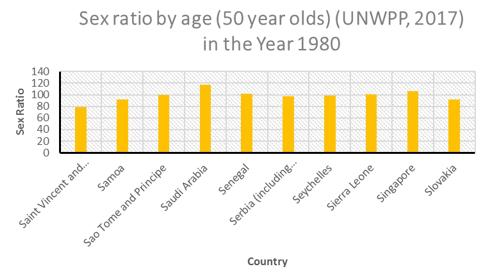 Sex ratio by age (50 year olds) (UNWPP, 2017)
in the Year 1980
140
120
100
80
60
40
20
0
Sex Ratio
Saint Vincent and...
Samoa
Sao Tome and Principe
Saudi Arabia
Senegal
Serbia (including...
Seychelles
Sierra Leone
Singapore
Slovakia
Country